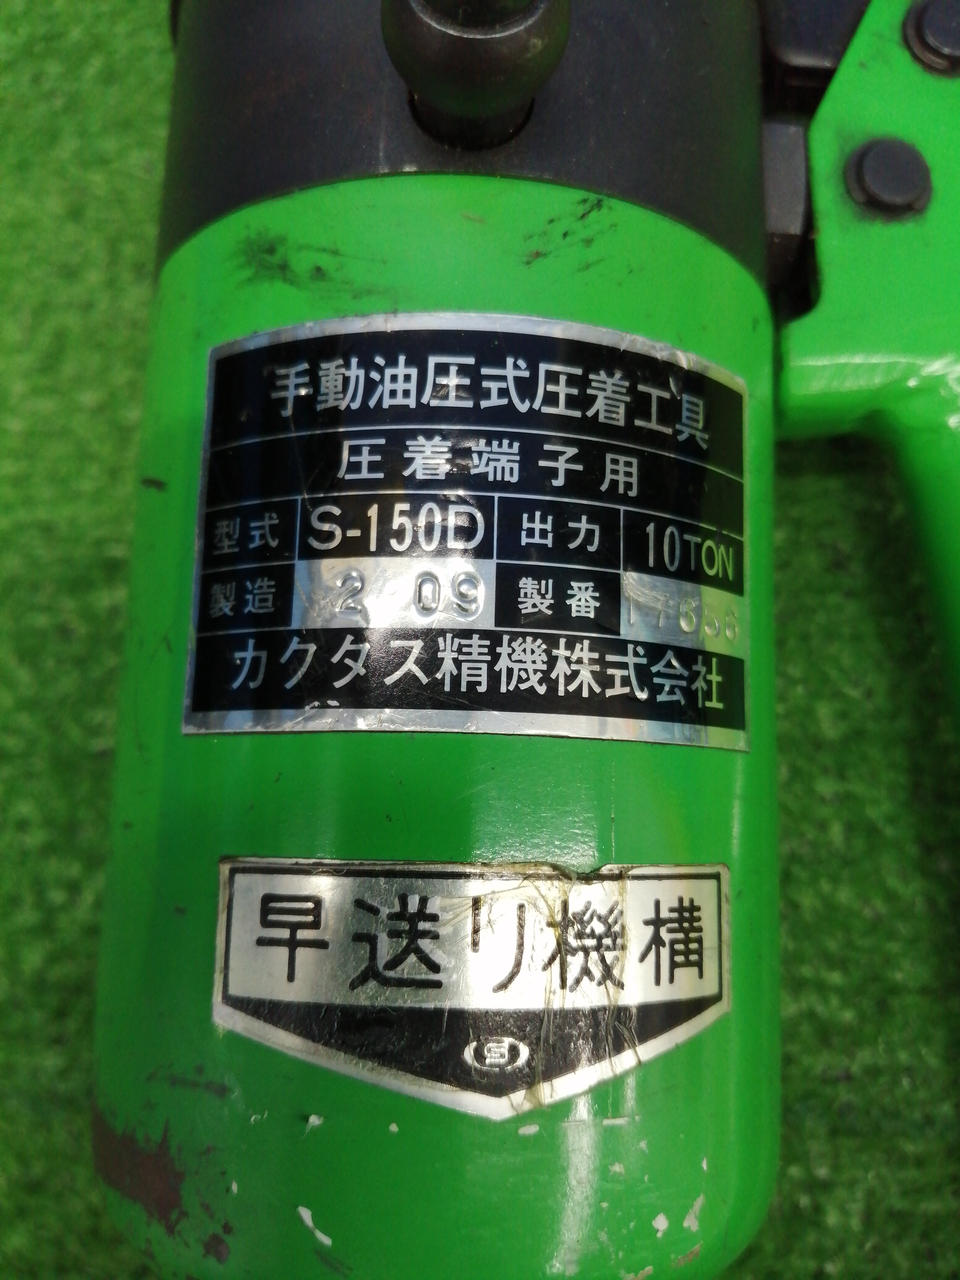 手動油圧式圧着工具
圧着端子用
型式 S-150D 出力 10TON
製造 2 09 製番
カクタス精機株式会社
早送り機構